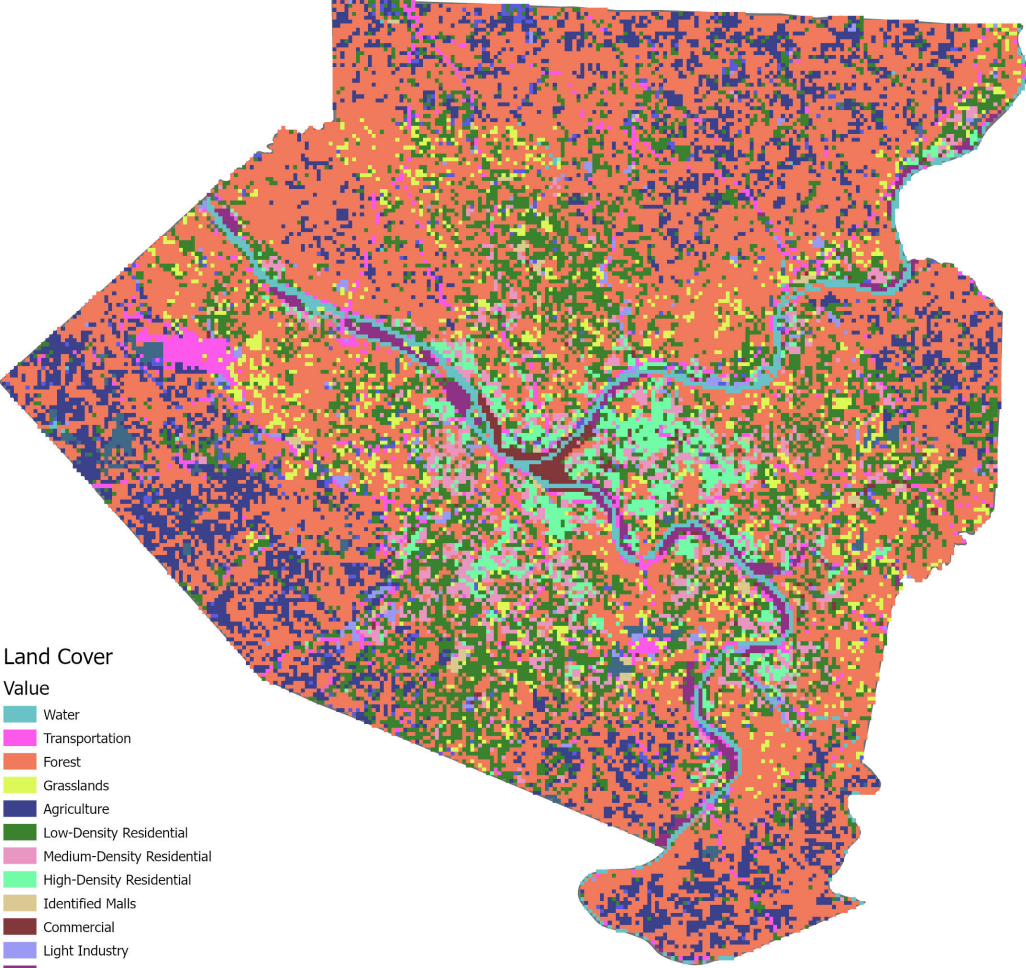 Land Cover
Value
Water
Transportation
Forest
Grasslands
Agriculture
Low-Density Residential
Medium-Density Residential
High-Density Residential
Identified Malls
Commercial
Light Industry